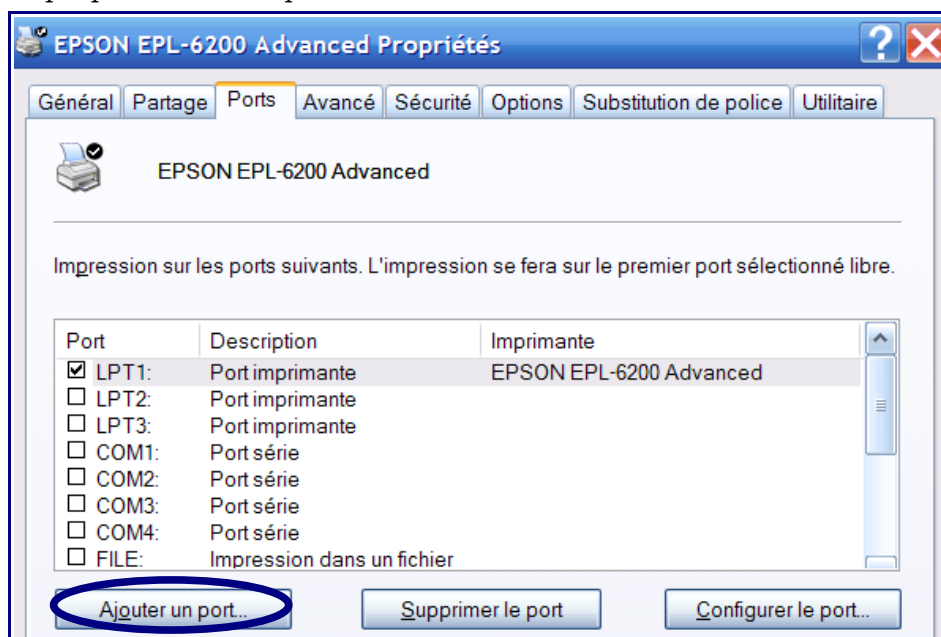 EPSON EPL-6200 Advanced Propriétés
Général Partage Ports Avancé Sécurité Options Substitution de police Utilitaire
EPSON EPL-6200 Advanced
Impression sur les ports suivants. L'impression se fera sur le premier port sélectionné libre.
Port Description Imprimante
LPT1: Port imprimante EPSON EPL-6200 Advanced
LPT2: Port imprimante
LPT3: Port imprimante
COM1: Port série
COM2: Port série
COM3: Port série
COM4: Port série
FILE: Impression dans un fichier
Ajouter un port... Supprimer le port Configurer le port...